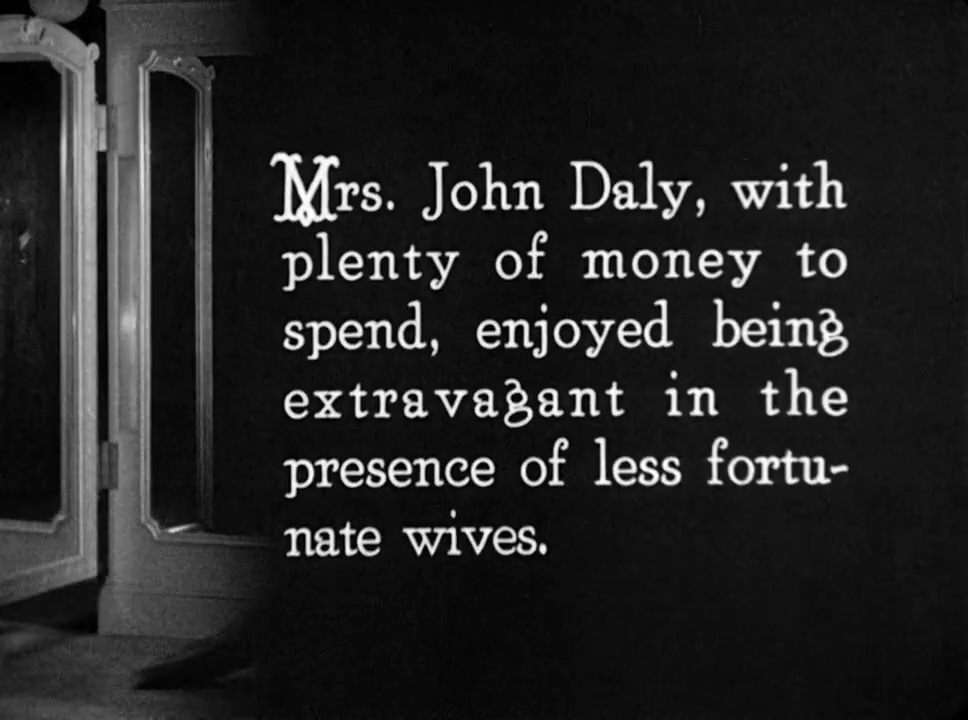 Mrs. John Daly, with
plenty of money to
spend, enjoyed being
extravagant in the
presence of less fortu-
nate wives.